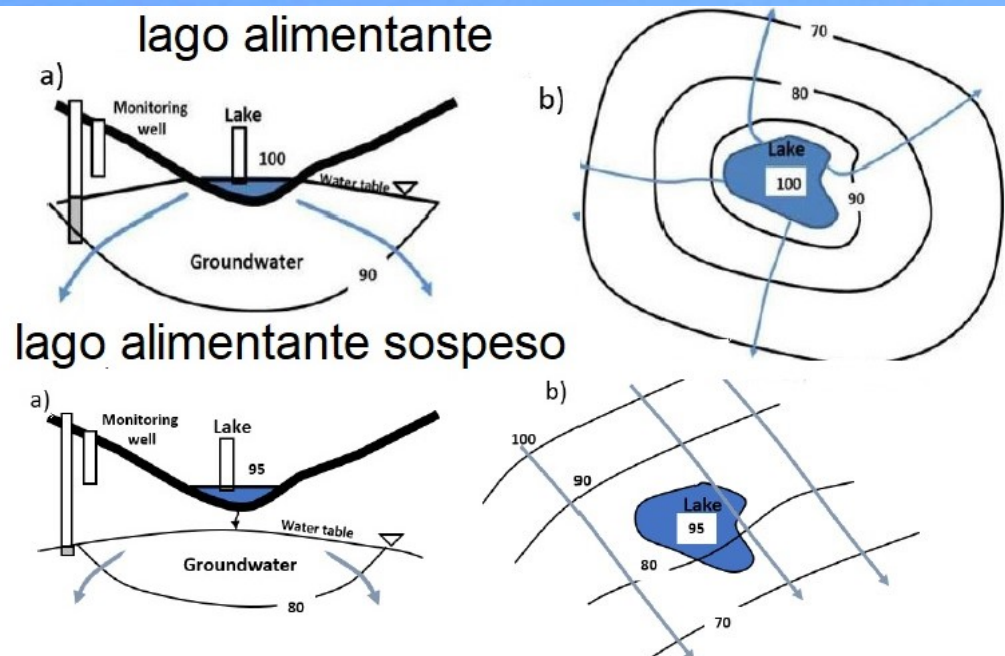 lago alimentante
a)
Monitoring
well
Lake
100
Water table
Groundwater
90
b)
70
80
Lake
100
90
lago alimentante sospeso
a)
Monitoring
well
Lake
95
Water table
Groundwater
80
b)
100
90
Lake
95
80
70